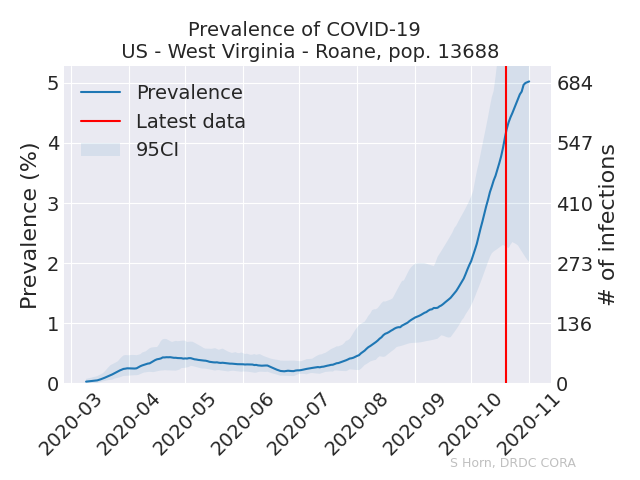 Prevalence of COVID-19
US - West Virginia - Roane, pop. 13688
Prevalence
Latest data
95CI
Prevalence (%)
5
4
3
2
1
0
684
547
410
273
136
0
# of infections
2020-03
2020-04
2020-05
2020-06
2020-07
2020-08
2020-09
2020-10
2020-11
S Horn, DRDC CORA